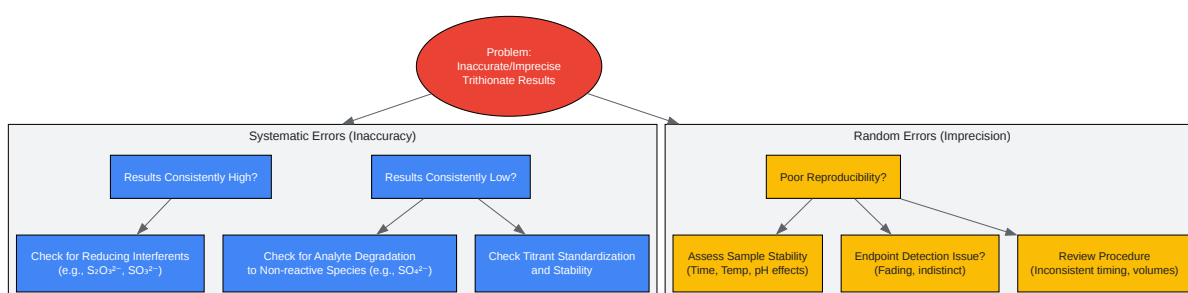 Problem:
Inaccurate/Imprecise
Trithionate Results
Systematic Errors (Inaccuracy)
Random Errors (Imprecision)
Results Consistently High?
Results Consistently Low?
Poor Reproducibility?
Check for Reducing Interferents
(e.g., S₂O₃²⁻, SO₃²⁻)
Check for Analyte Degradation
to Non-reactive Species (e.g., SO₄²⁻)
Check Titrant Standardization
and Stability
Assess Sample Stability
(Time, Temp, pH effects)
Endpoint Detection Issue?
(Fading, indistinct)
Review Procedure
(Inconsistent timing, volumes)